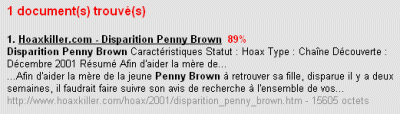 1 document(s) trouvé(s)
1. Hoaxkiller.com - Disparition Penny Brown 89%
Disparition Penny Brown Caractéristiques Statut : Hoax Type : Chaîne Découverte :
Décembre 2001 Résumé Afin d'aider la mère de...
...Afin d'aider la mère de la jeune Penny Brown à retrouver sa fille, disparue il y a deux
semaines, il faudrait faire suivre son avis de recherche à l'ensemble de vos...
http://www.hoaxkiller.com/hoax/2001/disparition_penny_brown.htm - 15605 octets